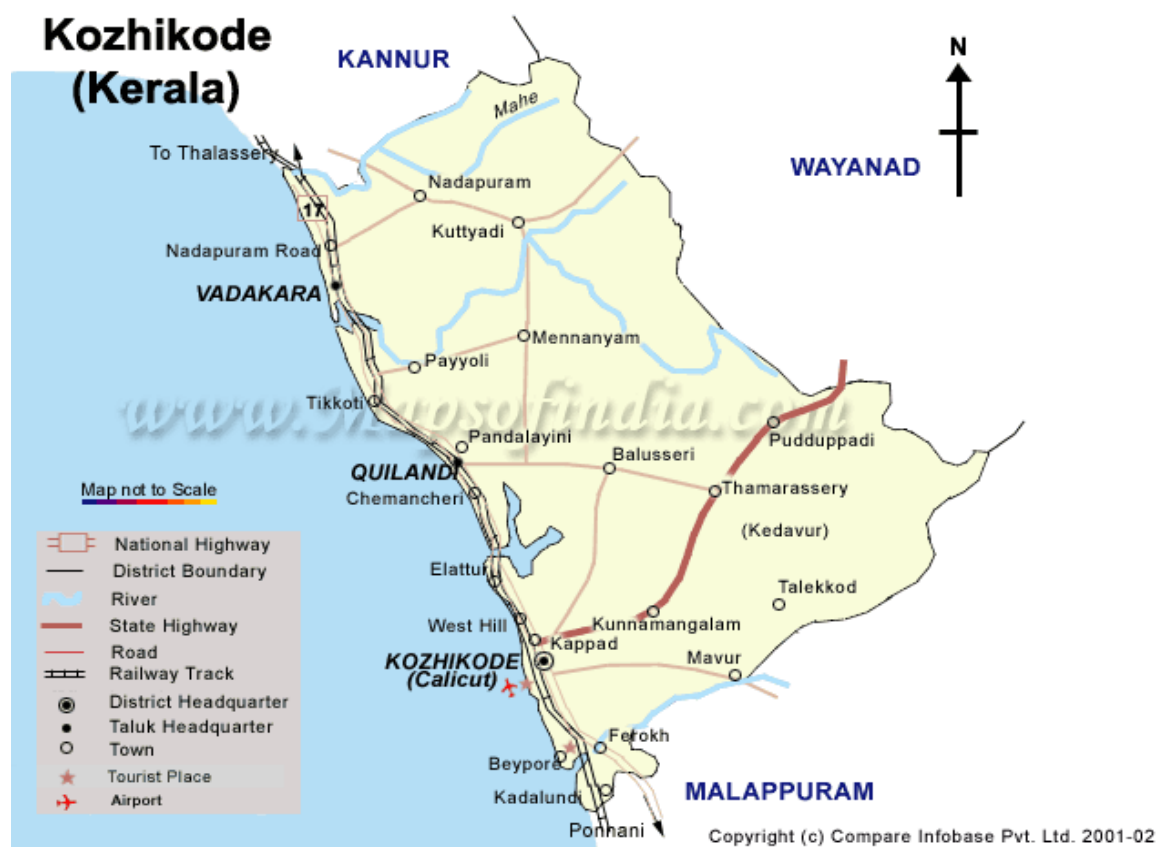 Kozhikode
(Kerala)
KANNUR
N
Mahe
To Thalassery
WAYANAD
Nadapuram
17
Kuttyadi
Nadapuram Road
VADAKARA
Mennanyam
Payyoli
www.Mapsofindia.com
Tikkoti
Pandalayini
Pudduppadi
Balusseri
QUILANDI
Map not to Scale
Chemancheri
Thamarassery
(Kedavur)
National Highway
District Boundary
River
State Highway
Road
Railway Track
District Headquarter
Taluk Headquarter
Town
Tourist Place
Airport
Elattur
Talekkod
West Hill
Kunnamangalam
Kappad
KOZHIKODE
(Calicut)
Mavur
Ferokh
Beypore
Kadalundi
MALAPPURAM
Ponnani
Copyright (c) Compare Infobase Pvt. Ltd. 2001-02